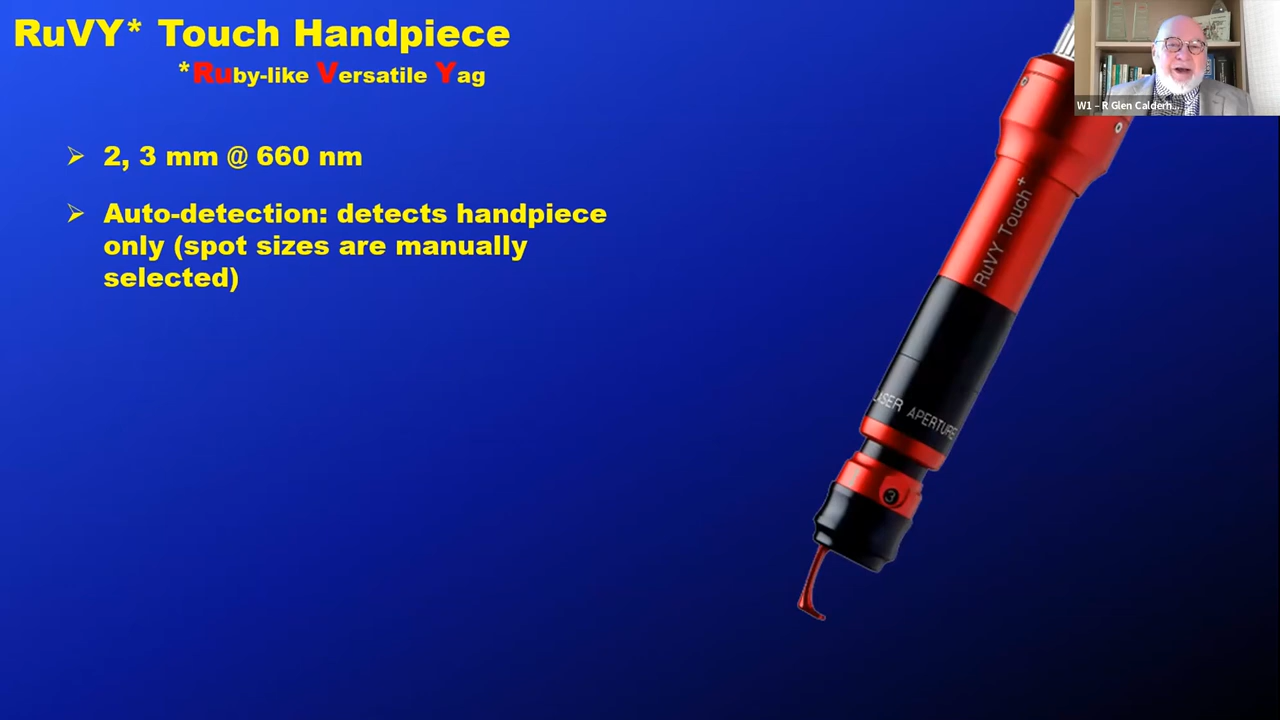 RuVY* Touch Handpiece
*Ruby-like Versatile Yag
2, 3 mm @ 660 nm
Auto-detection: detects handpiece
only (spot sizes are manually
selected)
W1 – R Glen Calderh...
RuVY Touch+
LASER APERTURE
3